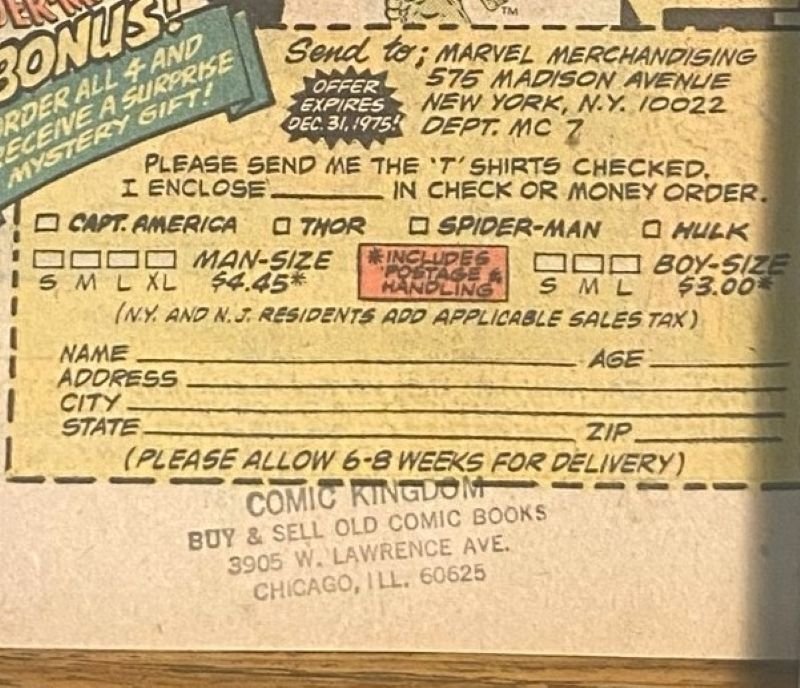 BONUS!
ORDER ALL 4 AND
RECEIVE A SURPRISE
MYSTERY GIFT!
TM
Send to; MARVEL MERCHANDISING
575 MADISON AVENUE
NEW YORK, N.Y. 10022
DEPT. MC 7
OFFER
EXPIRES
DEC. 31, 1975!
PLEASE SEND ME THE 'T' SHIRTS CHECKED.
I ENCLOSE ________ IN CHECK OR MONEY ORDER.
CAPT. AMERICA THOR SPIDER-MAN HULK
MAN-SIZE
S M L XL $4.45*
*INCLUDES
POSTAGE &
HANDLING
BOY-SIZE
S M L $3.00*
(N.Y. AND N.J. RESIDENTS ADD APPLICABLE SALES TAX)
NAME AGE
ADDRESS
CITY
STATE ZIP
(PLEASE ALLOW 6-8 WEEKS FOR DELIVERY)
COMIC KINGDOM
BUY & SELL OLD COMIC BOOKS
3905 W. LAWRENCE AVE.
CHICAGO, ILL. 60625